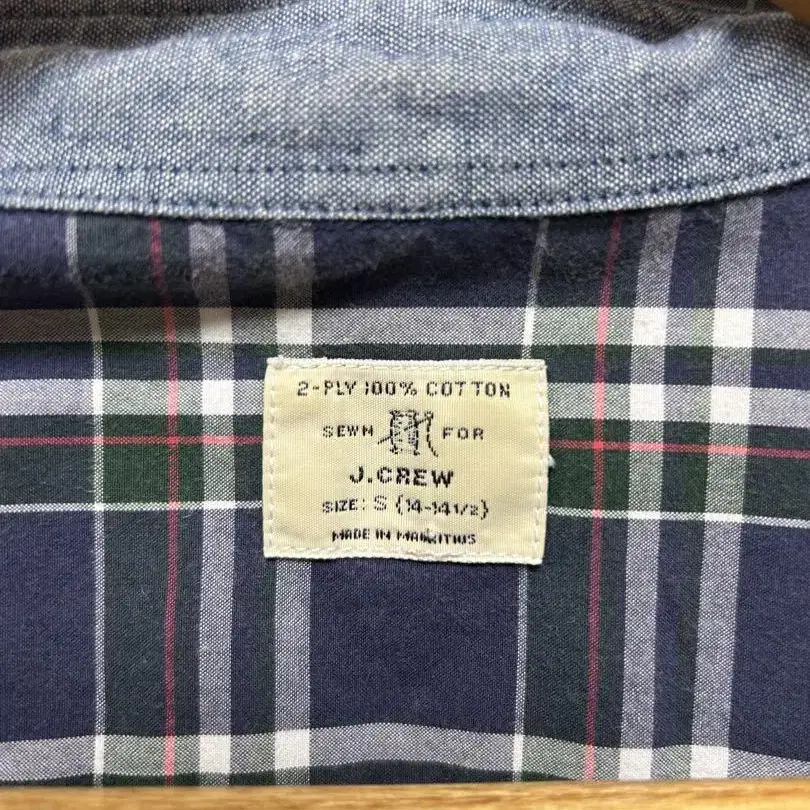 2-PLY 100% COTTON
SEWN FOR
J.CREW
SIZE: S {14-14 1/2}
MADE IN MAURITIUS